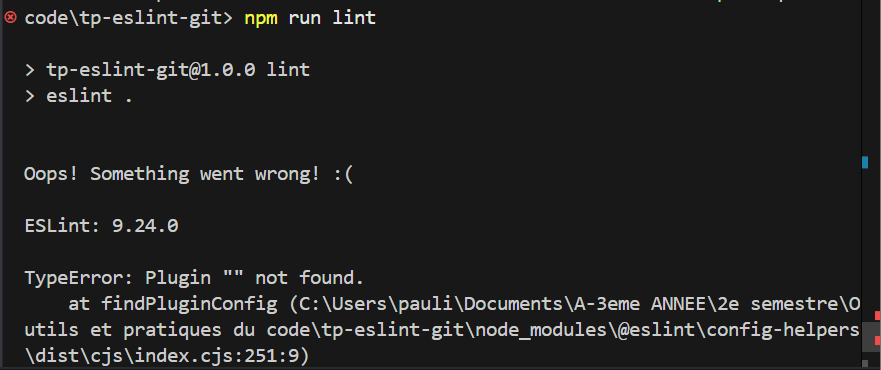 code\tp-eslint-git> npm run lint
> tp-eslint-git@1.0.0 lint
> eslint .
Oops! Something went wrong! :(
ESLint: 9.24.0
TypeError: Plugin "" not found.
    at findPluginConfig (C:\Users\pauli\Documents\A-3eme ANNEE\2e semestre\O
utils et pratiques du code\tp-eslint-git\node_modules\@eslint\config-helpers
\dist\cjs\index.cjs:251:9)